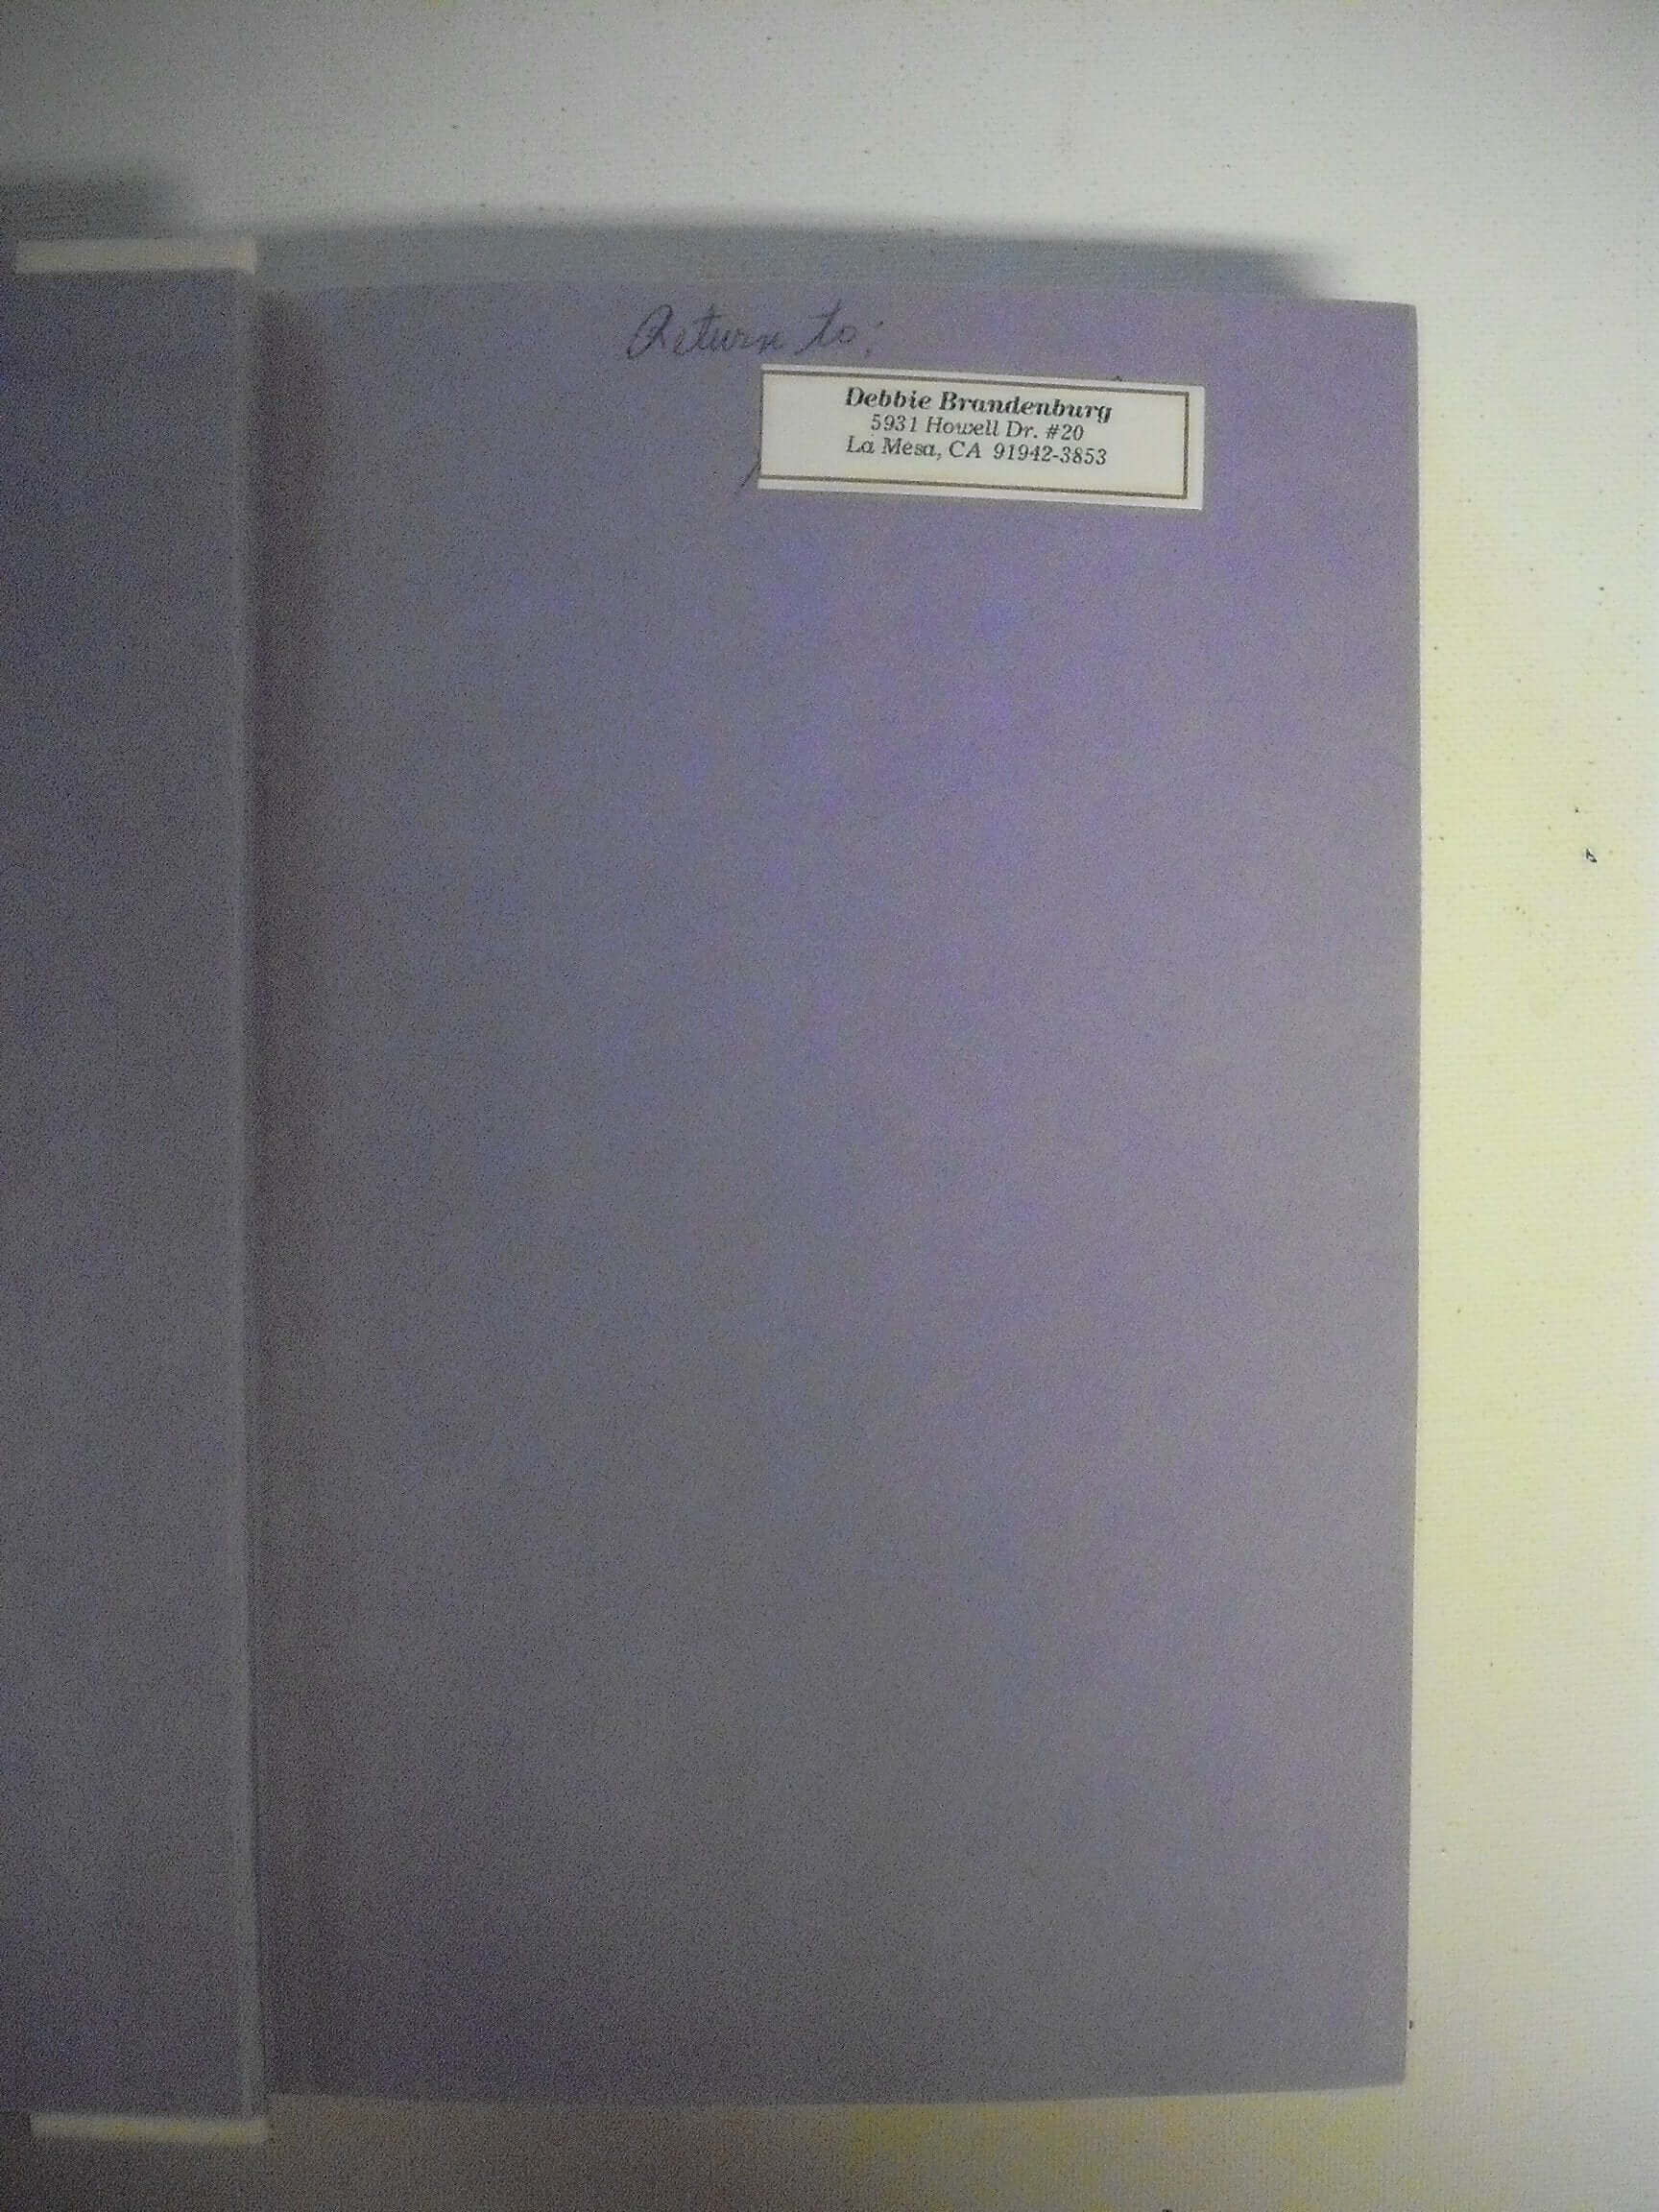 Return to:
Debbie Brandenburg
5931 Howell Dr. #20
La Mesa, CA 91942-3853